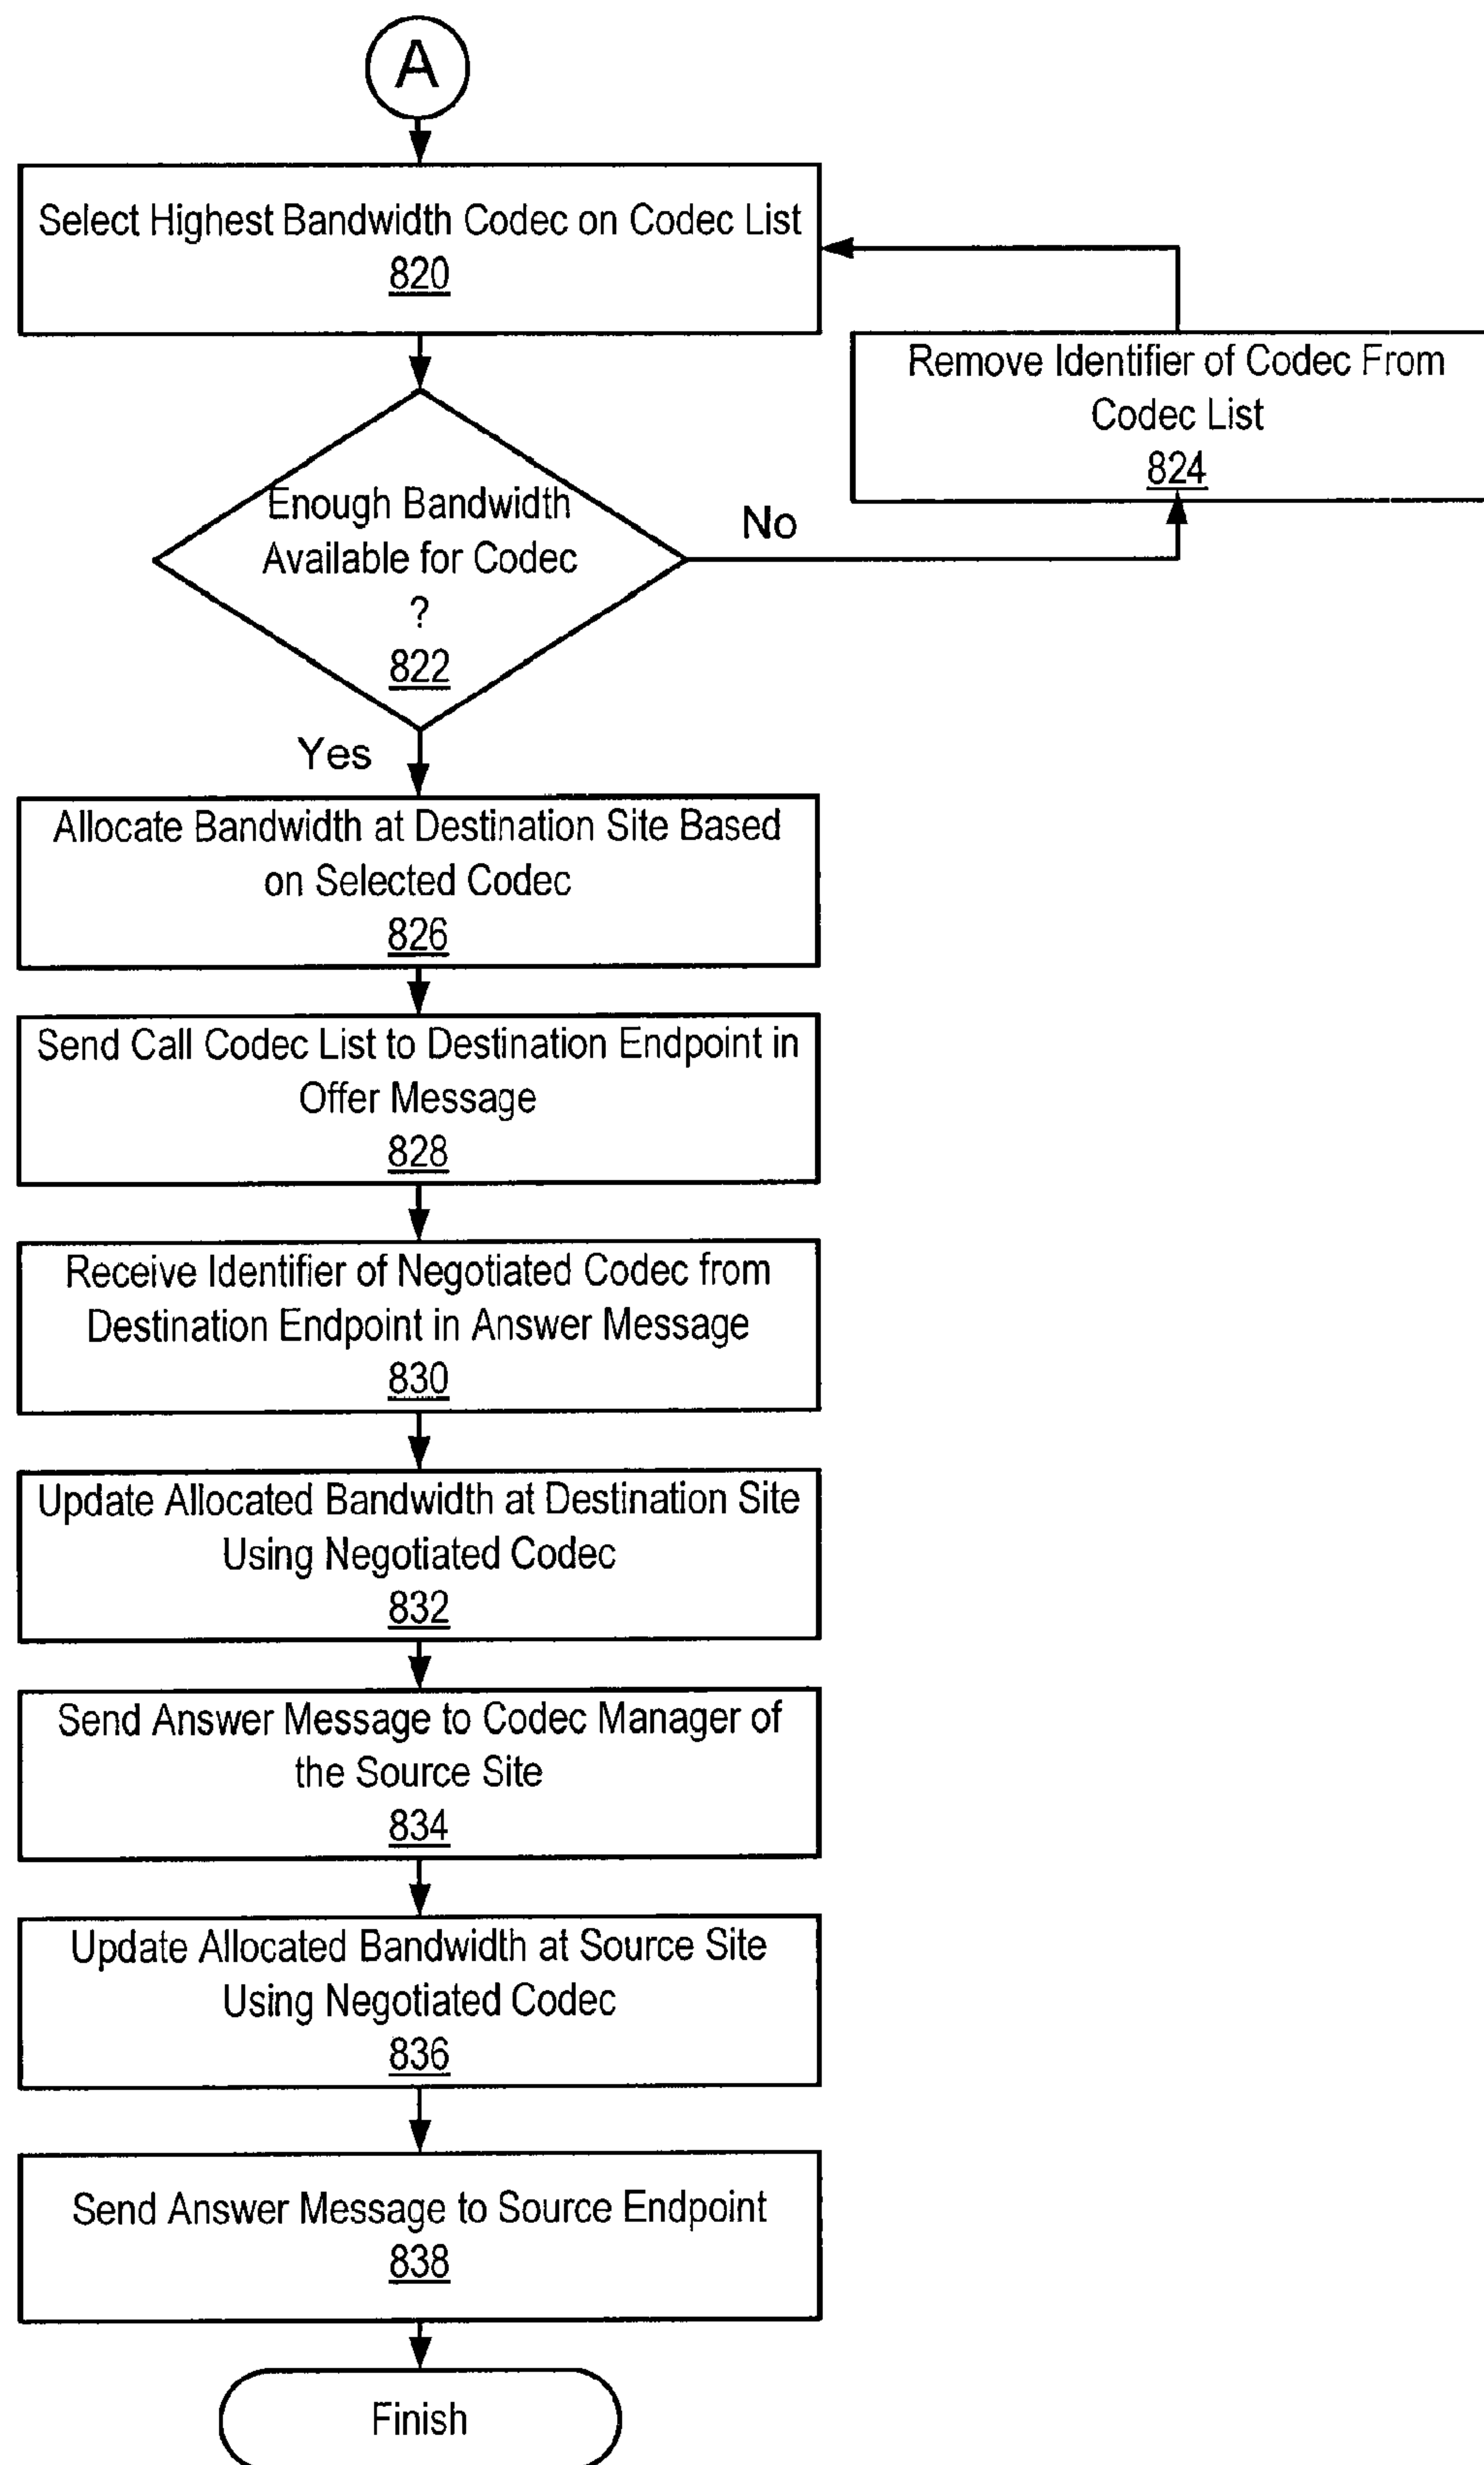 A
Select Highest Bandwidth Codec on Codec List
820
Remove Identifier of Codec From
Codec List
824
Enough Bandwidth
Available for Codec
?
822
No
Yes
Allocate Bandwidth at Destination Site Based
on Selected Codec
826
Send Call Codec List to Destination Endpoint in
Offer Message
828
Receive Identifier of Negotiated Codec from
Destination Endpoint in Answer Message
830
Update Allocated Bandwidth at Destination Site
Using Negotiated Codec
832
Send Answer Message to Codec Manager of
the Source Site
834
Update Allocated Bandwidth at Source Site
Using Negotiated Codec
836
Send Answer Message to Source Endpoint
838
Finish